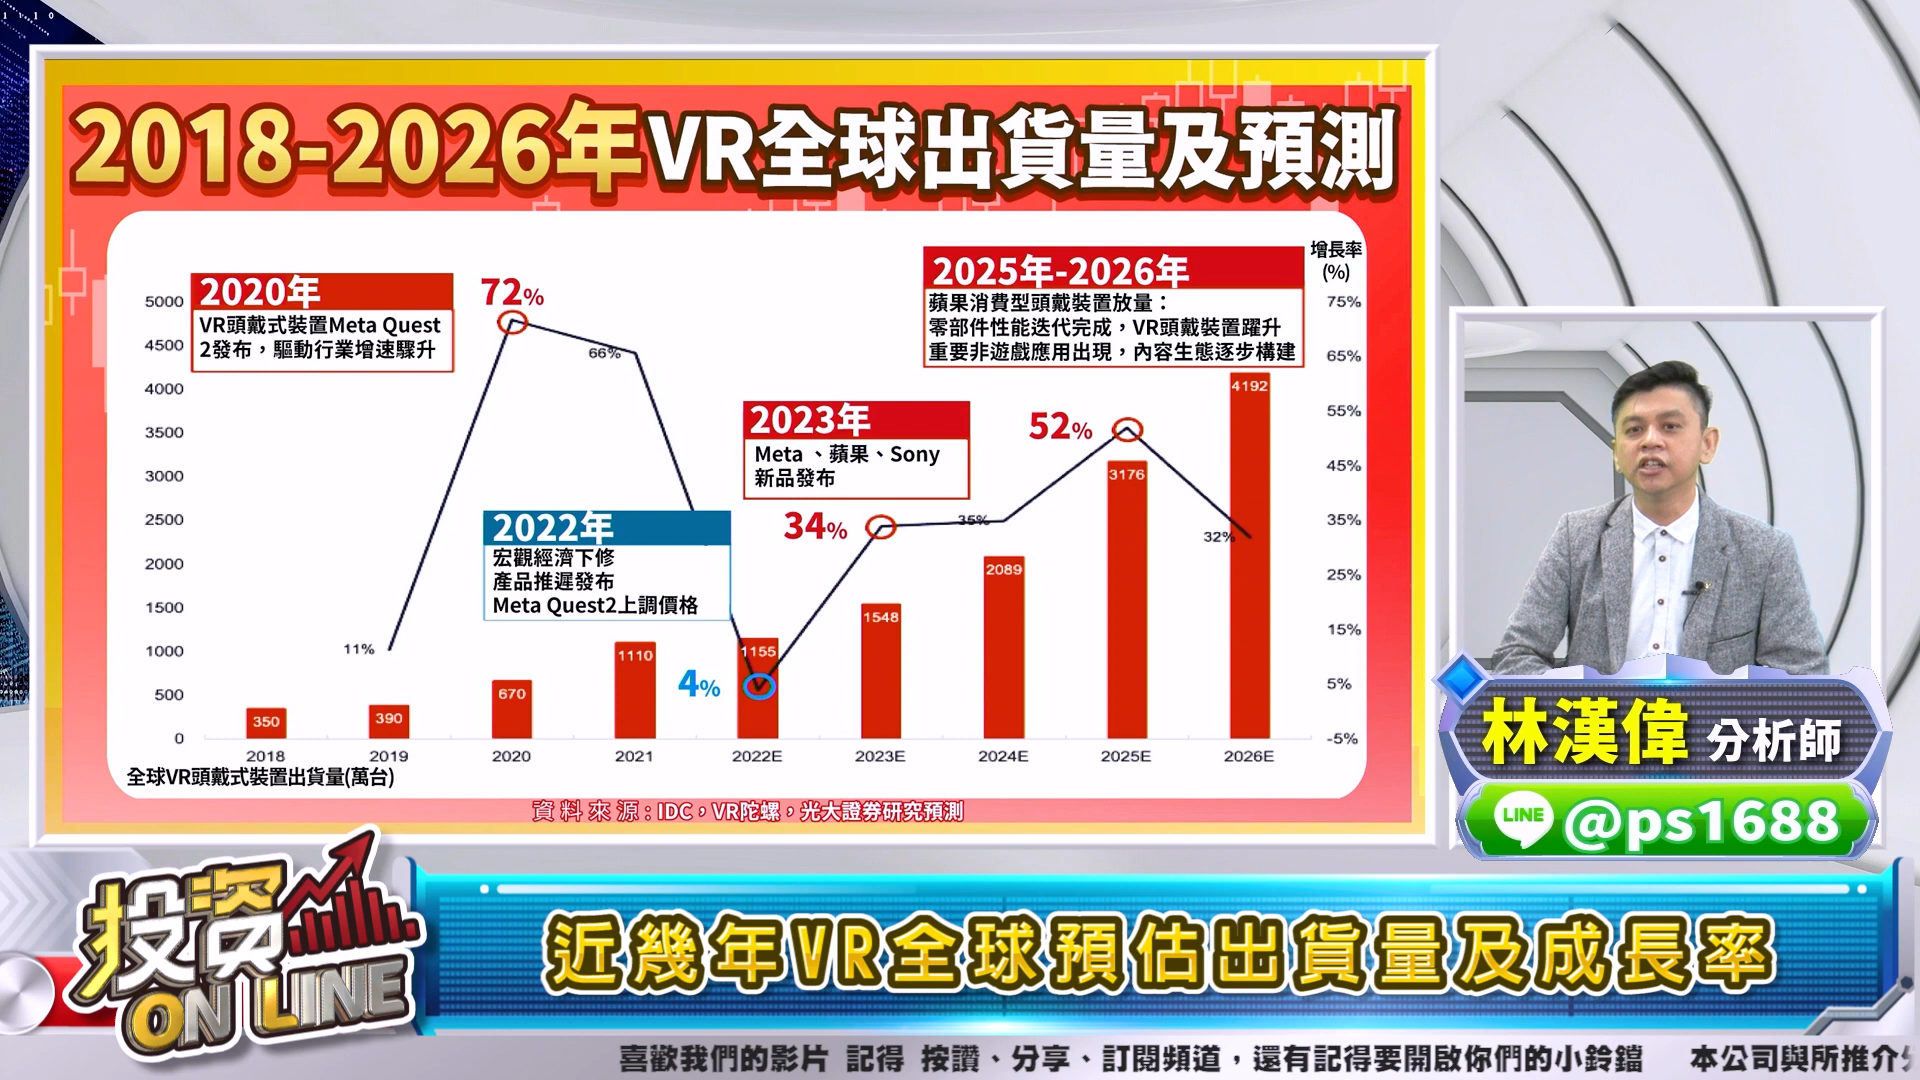 1110
2018-2026年VR全球出貨量及預測
增長率
(%)
2020年
VR頭戴式裝置Meta Quest
2發布，驅動行業增速驟升
72%
66%
2025年-2026年
蘋果消費型頭戴裝置放量：
零部件性能迭代完成，VR頭戴裝置躍升
重要非遊戲應用出現，內容生態逐步構建
2023年
Meta 、蘋果、Sony
新品發布
52%
2022年
宏觀經濟下修
產品推遲發布
Meta Quest2上調價格
34%
35%
32%
11%
4%
5000
4500
4000
3500
3000
2500
2000
1500
1000
500
0
75%
65%
55%
45%
35%
25%
15%
5%
-5%
350
390
670
1110
1155
1548
2089
3176
4192
2018
2019
2020
2021
2022E
2023E
2024E
2025E
2026E
全球VR頭戴式裝置出貨量(萬台)
資料來源：IDC，VR陀螺，光大證券研究預測
林漢偉 分析師
LINE @ps1688
投資
ON LINE
近幾年VR全球預估出貨量及成長率
喜歡我們的影片 記得 按讚、分享、訂閱頻道，還有記得要開啟你們的小鈴鐺 本公司與所推介